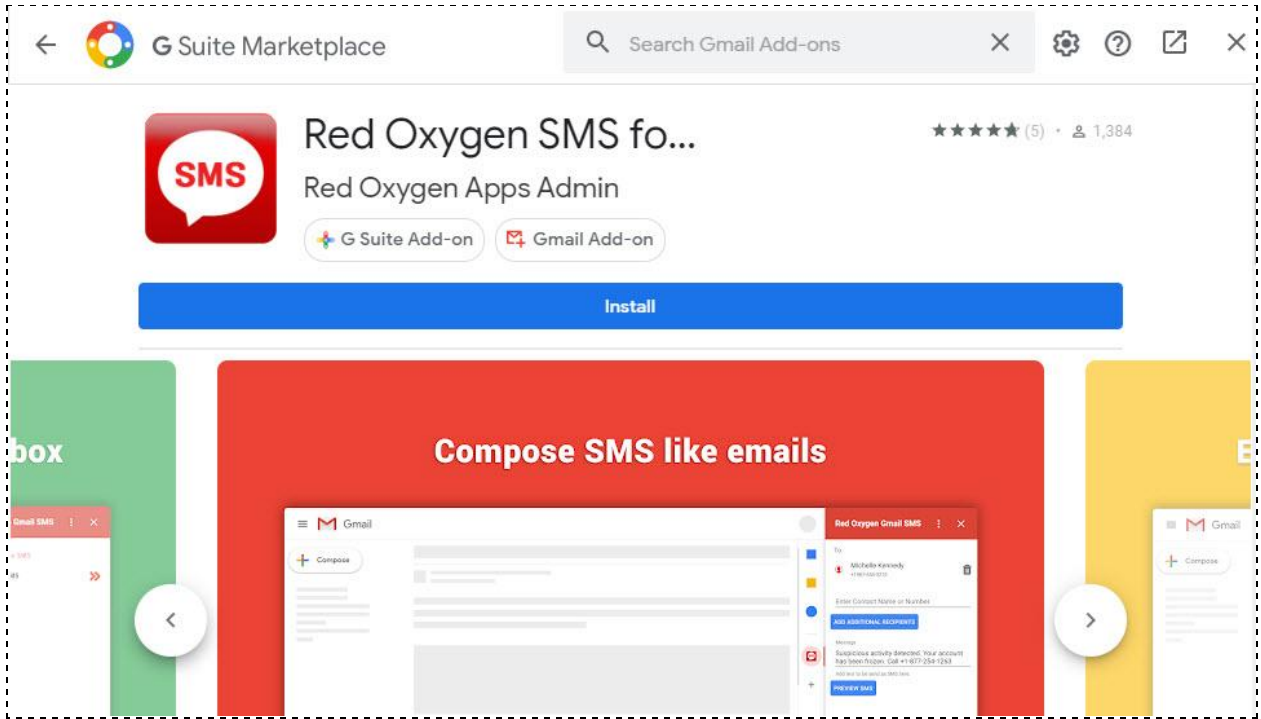 G Suite Marketplace
Search Gmail Add-ons
SMS
Red Oxygen SMS fo...
(5)
1,384
Red Oxygen Apps Admin
G Suite Add-on
Gmail Add-on
Install
box
Compose SMS like emails
E
Gmail SMS
Gmail
Compose
Red Oxygen Gmail SMS
To:
Michelle Kennedy
Enter Contact Name or Number
ADD ADDITIONAL RECIPIENTS
Message
Suspicious activity detected. Your account
has been frozen. Call +1-877-254-1263
PREVIEW SMS
Gmail
Compose